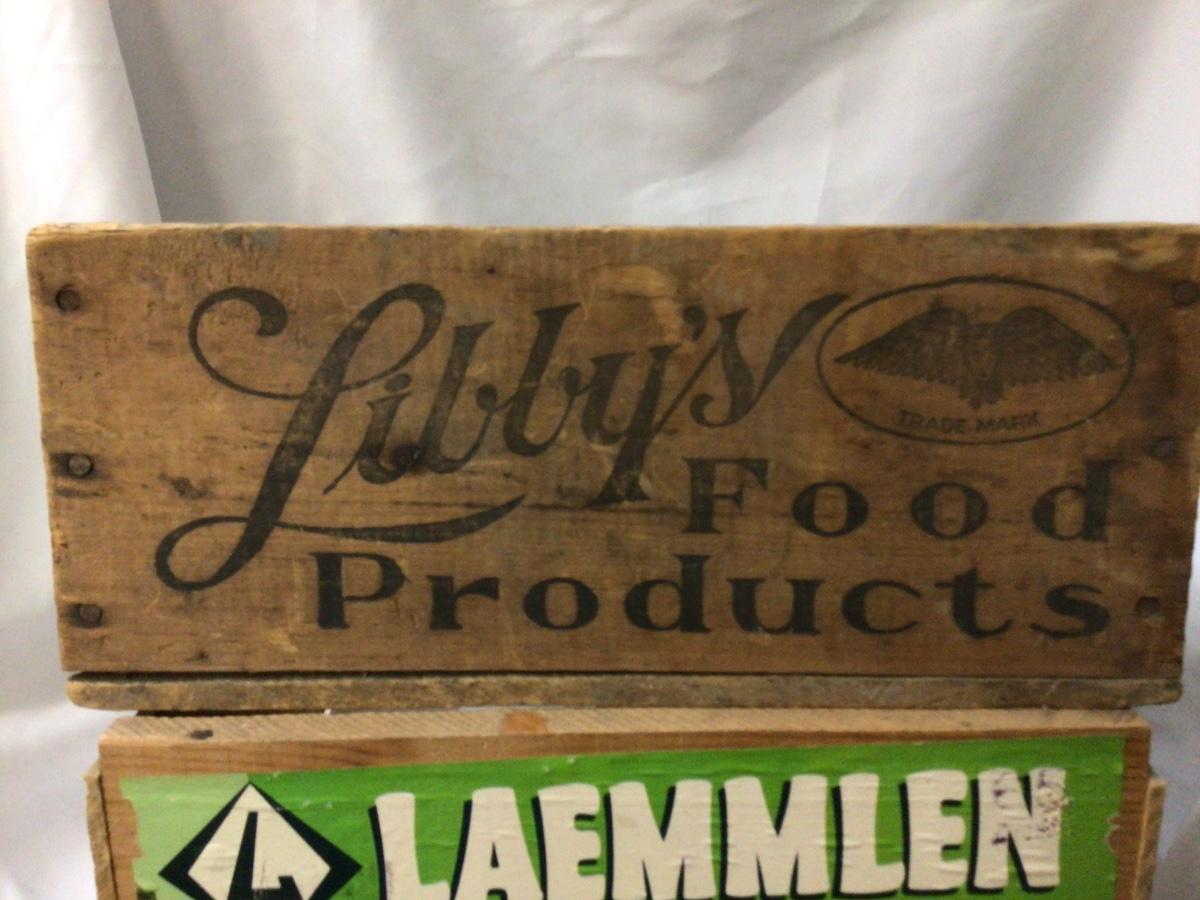 Libby's
TRADE MARK
Food
Products
L
LAEMMLEN